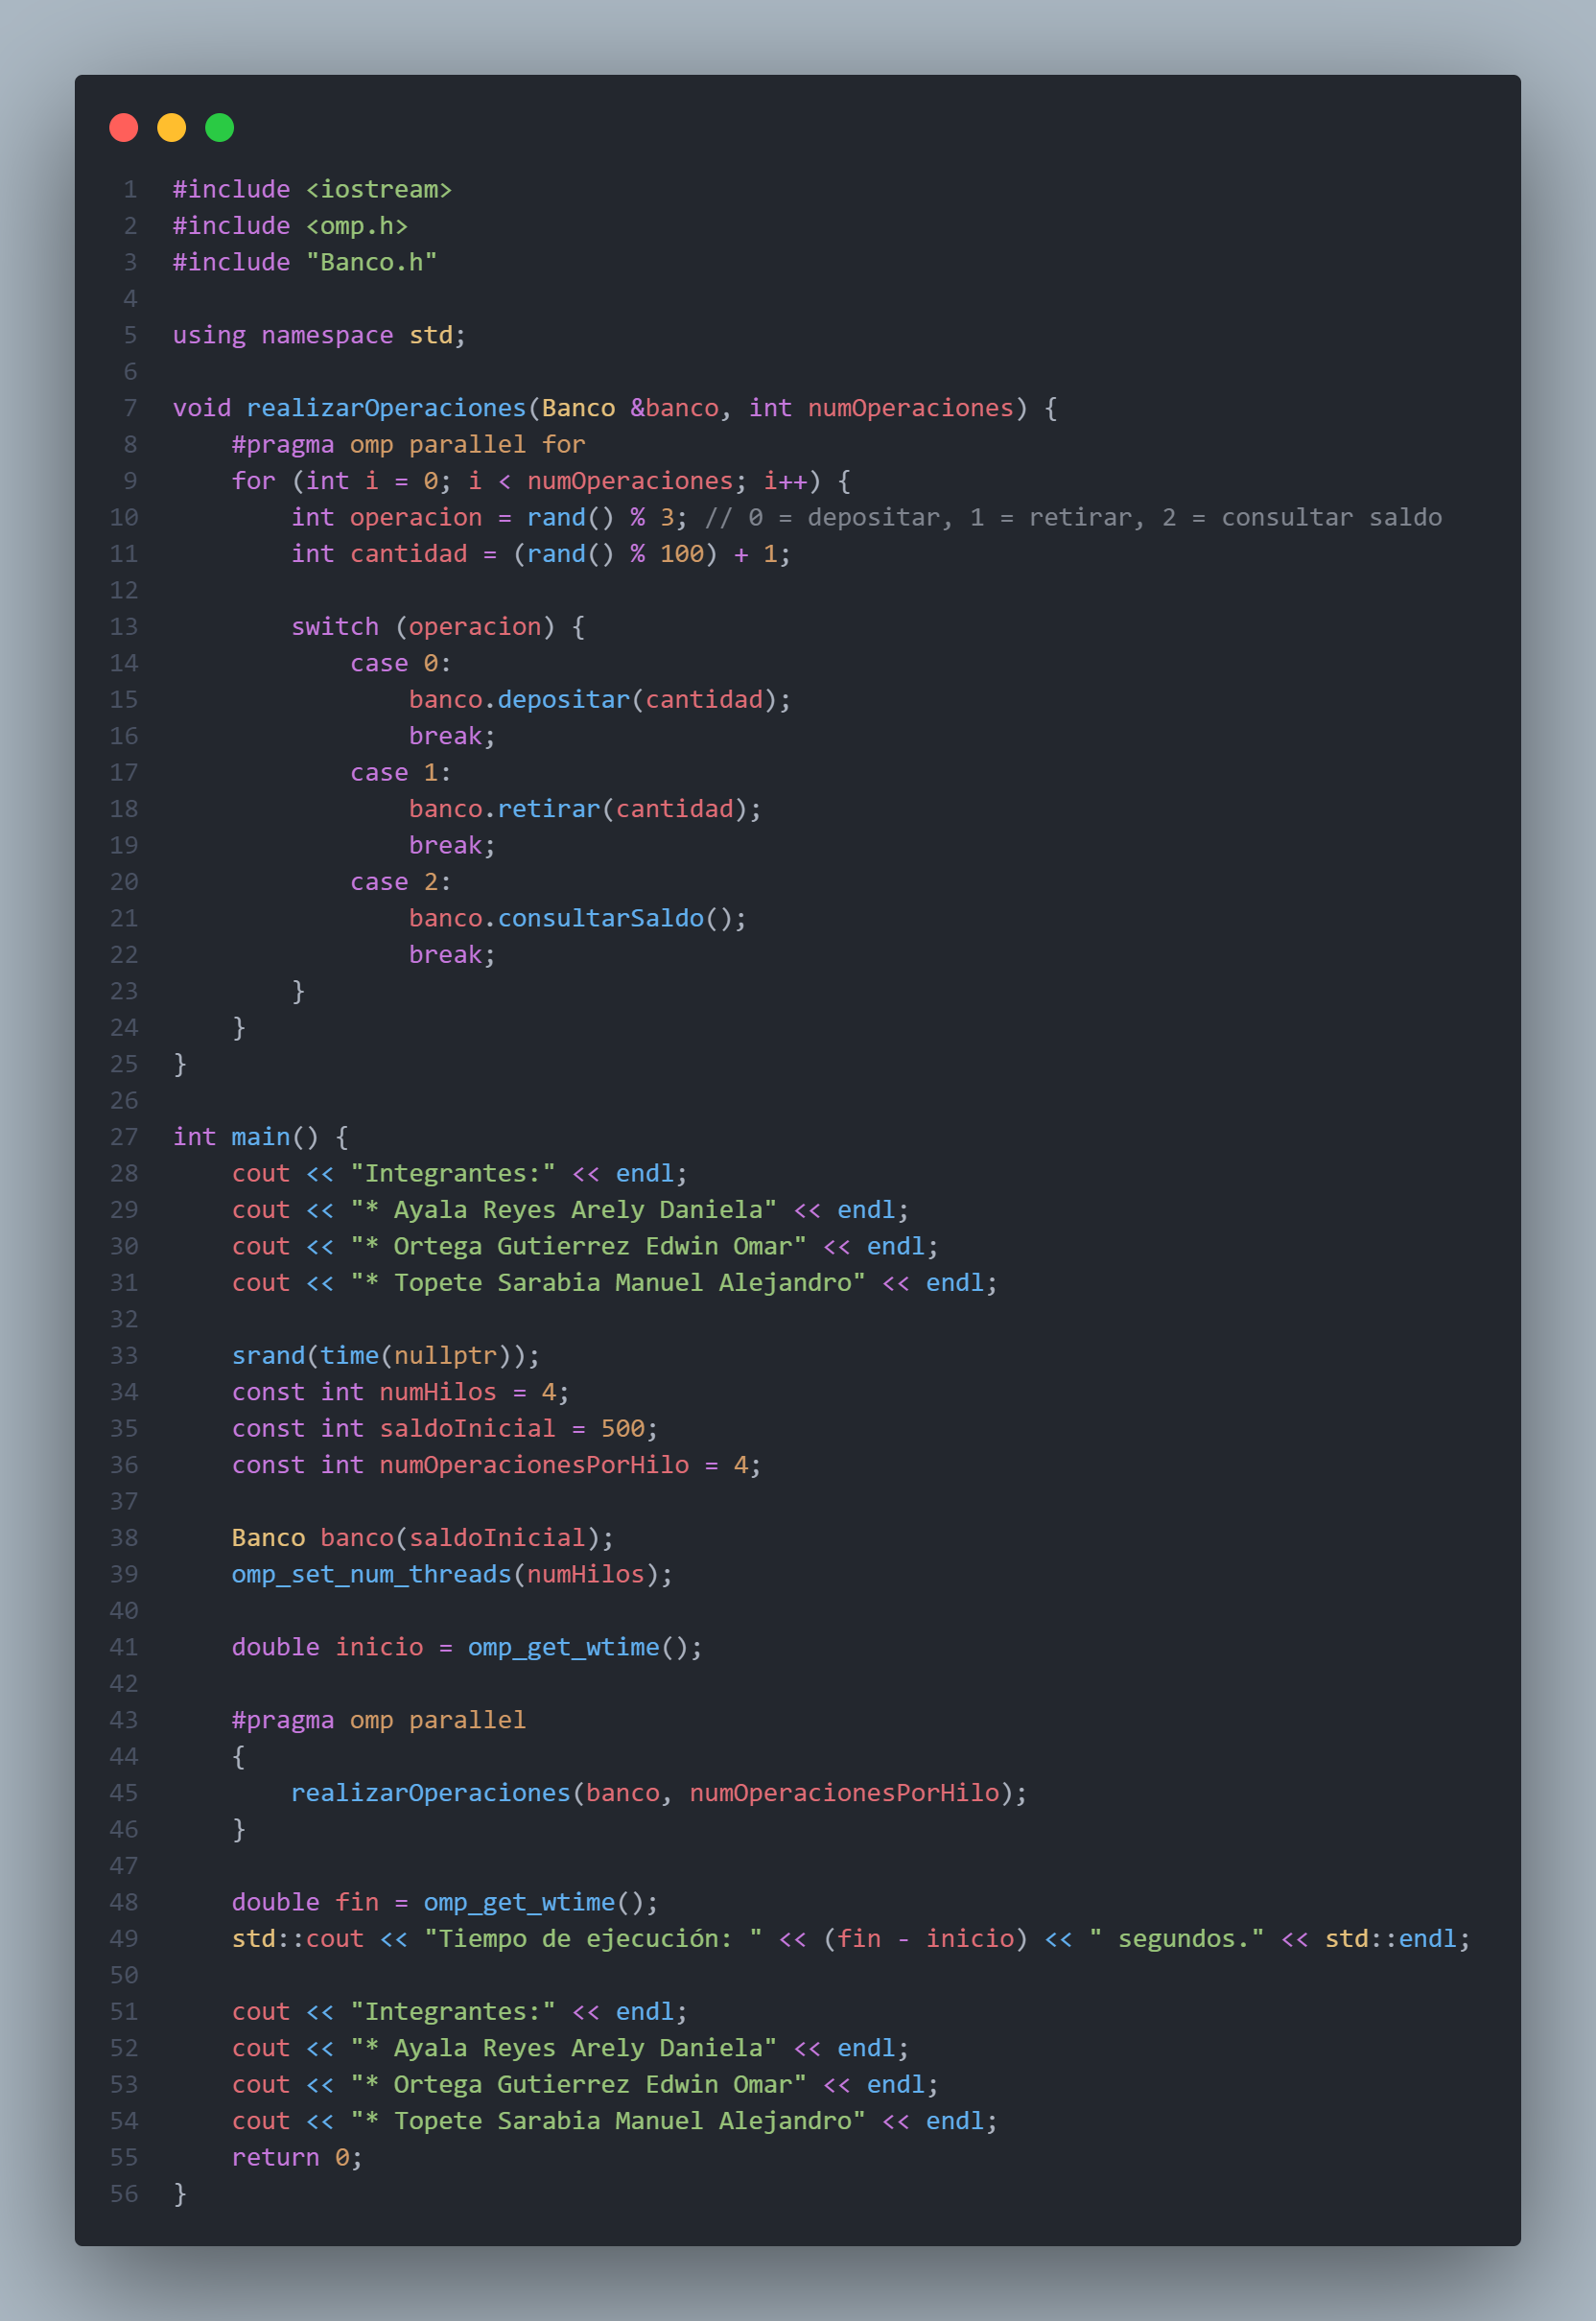 1 #include <iostream>
2 #include <omp.h>
3 #include "Banco.h"
4
5 using namespace std;
6
7 void realizarOperaciones(Banco &banco, int numOperaciones) {
8     #pragma omp parallel for
9     for (int i = 0; i < numOperaciones; i++) {
10         int operacion = rand() % 3; // 0 = depositar, 1 = retirar, 2 = consultar saldo
11         int cantidad = (rand() % 100) + 1;
12
13         switch (operacion) {
14             case 0:
15                 banco.depositar(cantidad);
16                 break;
17             case 1:
18                 banco.retirar(cantidad);
19                 break;
20             case 2:
21                 banco.consultarSaldo();
22                 break;
23         }
24     }
25 }
26
27 int main() {
28     cout << "Integrantes:" << endl;
29     cout << "* Ayala Reyes Arely Daniela" << endl;
30     cout << "* Ortega Gutierrez Edwin Omar" << endl;
31     cout << "* Topete Sarabia Manuel Alejandro" << endl;
32
33     srand(time(nullptr));
34     const int numHilos = 4;
35     const int saldoInicial = 500;
36     const int numOperacionesPorHilo = 4;
37
38     Banco banco(saldoInicial);
39     omp_set_num_threads(numHilos);
40
41     double inicio = omp_get_wtime();
42
43     #pragma omp parallel
44     {
45         realizarOperaciones(banco, numOperacionesPorHilo);
46     }
47
48     double fin = omp_get_wtime();
49     std::cout << "Tiempo de ejecución: " << (fin - inicio) << " segundos." << std::endl;
50
51     cout << "Integrantes:" << endl;
52     cout << "* Ayala Reyes Arely Daniela" << endl;
53     cout << "* Ortega Gutierrez Edwin Omar" << endl;
54     cout << "* Topete Sarabia Manuel Alejandro" << endl;
55     return 0;
56 }